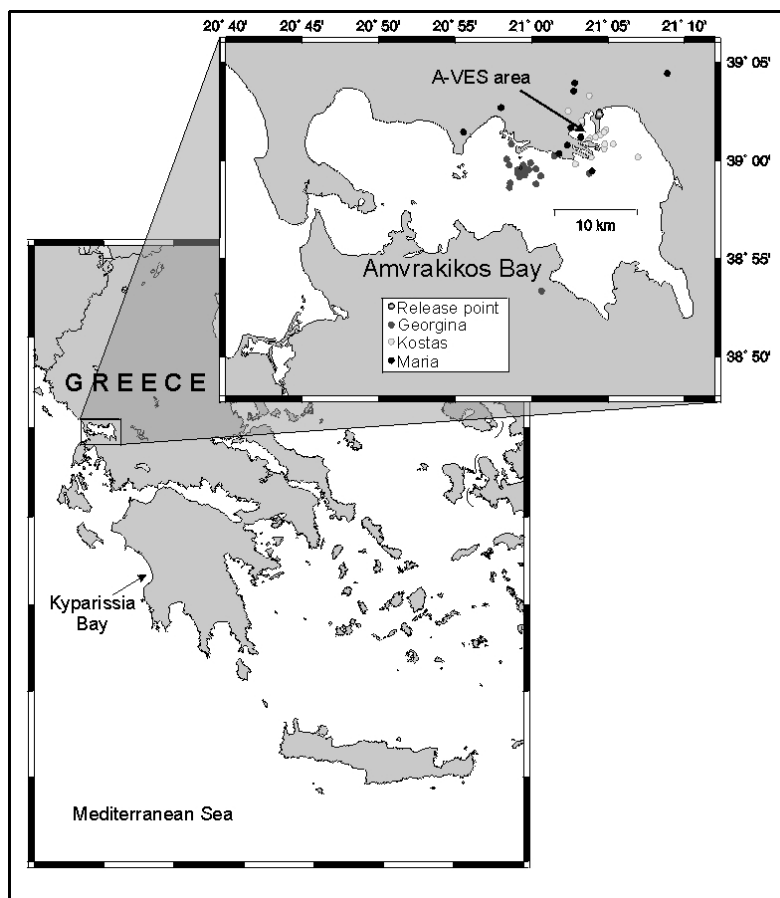 20˚ 40' 20˚ 45' 20˚ 50' 20˚ 55' 21˚ 00' 21˚ 05' 21˚ 10'
39˚ 05'
A-VES area
39˚ 00'
10 km
38˚ 55'
Amvrakikos Bay
Release point
Georgina
Kostas
Maria
38˚ 50'
GREECE
Kyparissia
Bay
Mediterranean Sea